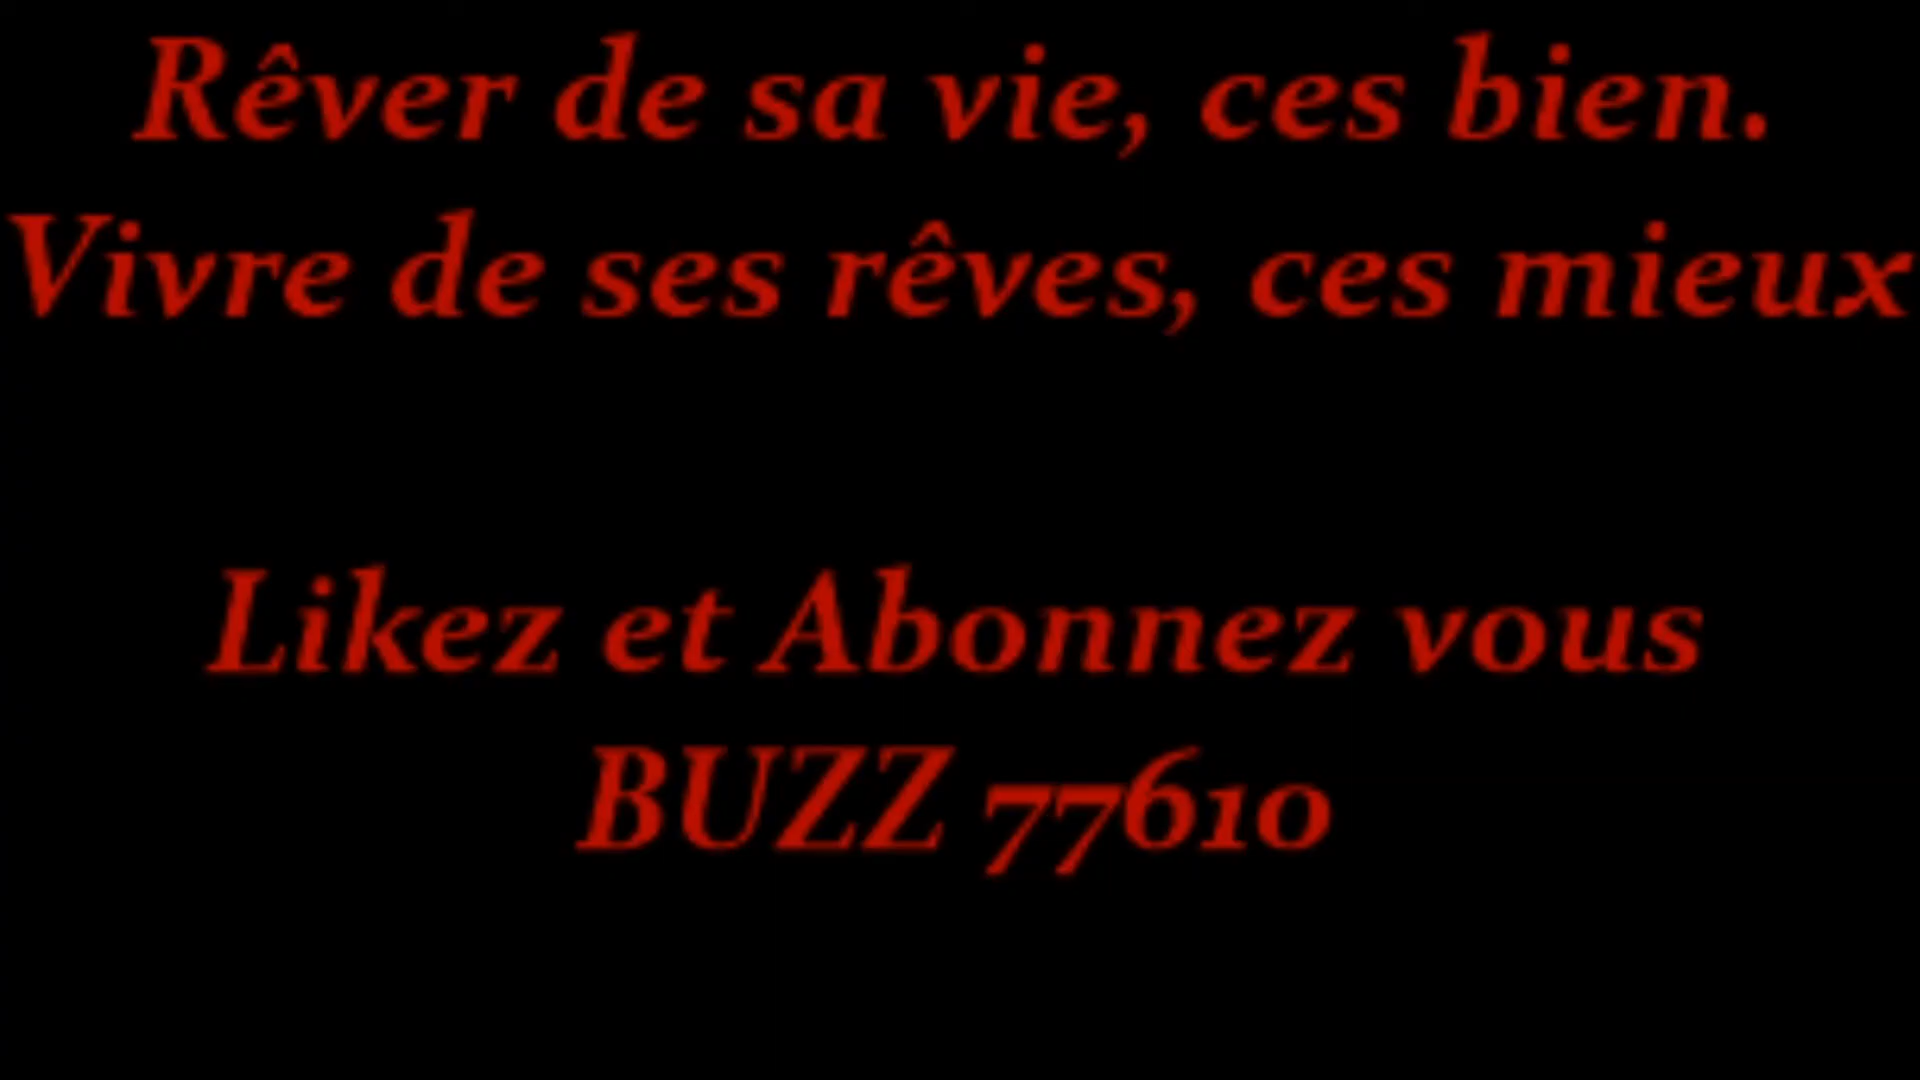 Rêver de sa vie, ces bien.
Vivre de ses rêves, ces mieux
Likez et Abonnez vous
BUZZ 77610